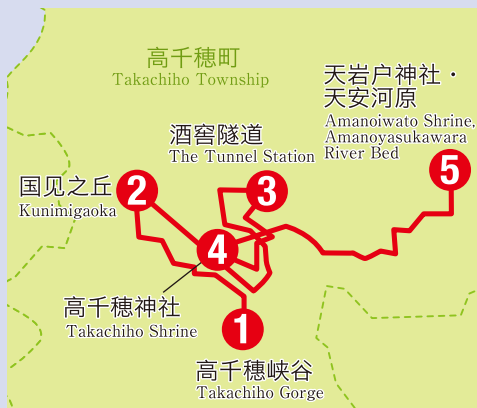 高千穂町
Takachiho Township
天岩户神社・
天安河原
Amanoiwato Shrine,
Amanoyasukawara
River Bed
5
酒窖隧道
The Tunnel Station
3
国见之丘
Kunimigaoka
2
4
高千穗神社
Takachiho Shrine
1
高千穗峡谷
Takachiho Gorge